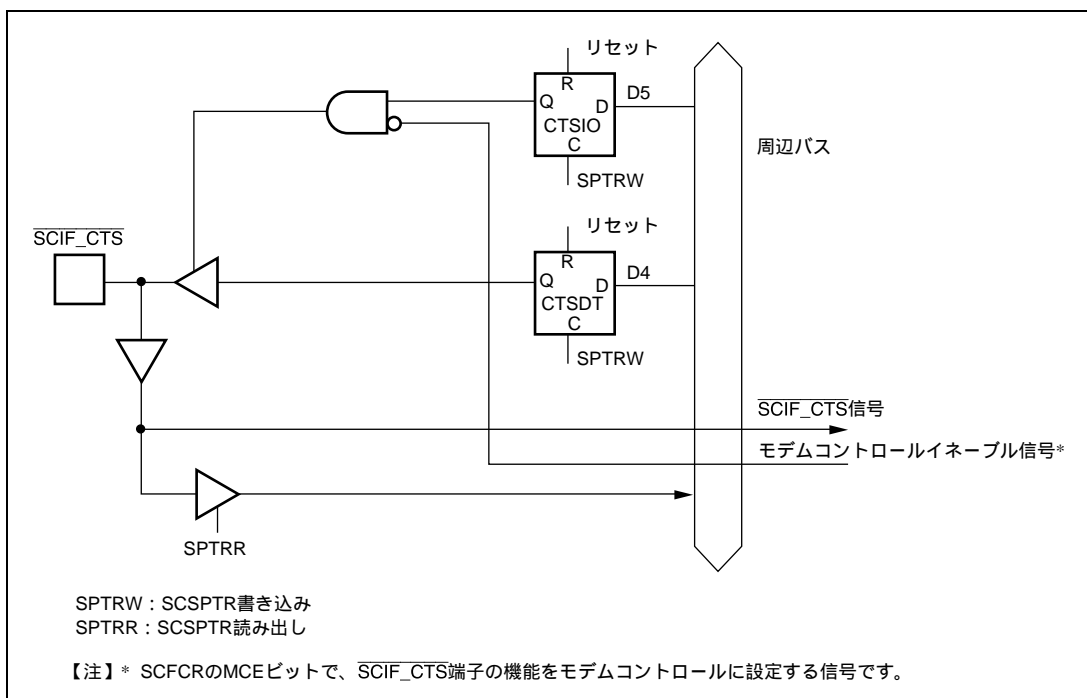 リセット
R
Q
D
D5
CTSIO
C
SPTRW
周辺バス
リセット
SCIF_CTS
R
Q
D
D4
CTSDT
C
SPTRW
SCIF_CTS信号
モデムコントロールイネーブル信号*
SPTRR
SPTRW：SCSPTR書き込み
SPTRR：SCSPTR読み出し
【注】* SCFCRのMCEビットで、SCIF_CTS端子の機能をモデムコントロールに設定する信号です。